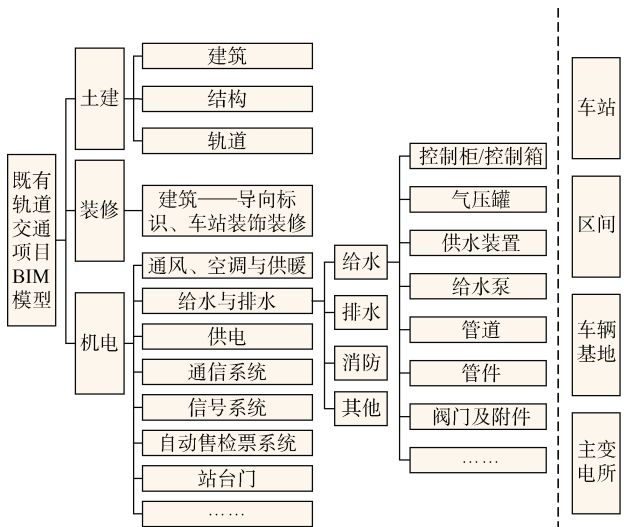 既有
轨道
交通
项目
BIM
模型
土建
装修
机电
建筑
结构
轨道
建筑——导向标
识、车站装饰装修
通风、空调与供暖
给水与排水
供电
通信系统
信号系统
自动售检票系统
站台门
……
给水
排水
消防
其他
控制柜/控制箱
气压罐
供水装置
给水泵
管道
管件
阀门及附件
……
车站
区间
车辆
基地
主变
电所